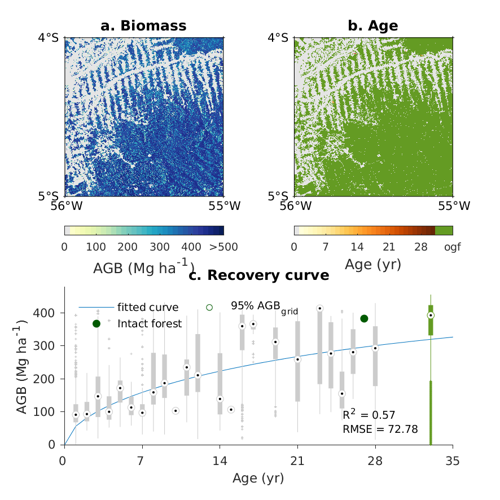 a. Biomass
b. Age
4°S
4°S
5°S
5°S
56°W
55°W
56°W
55°W
0 100 200 300 400 >500
0 7 14 21 28 ogf
AGB (Mg ha⁻¹)
Age (yr)
c. Recovery curve
fitted curve
95% AGB_grid
Intact forest
400
300
200
100
0
AGB (Mg ha⁻¹)
R² = 0.57
RMSE = 72.78
0 7 14 21 28 35
Age (yr)